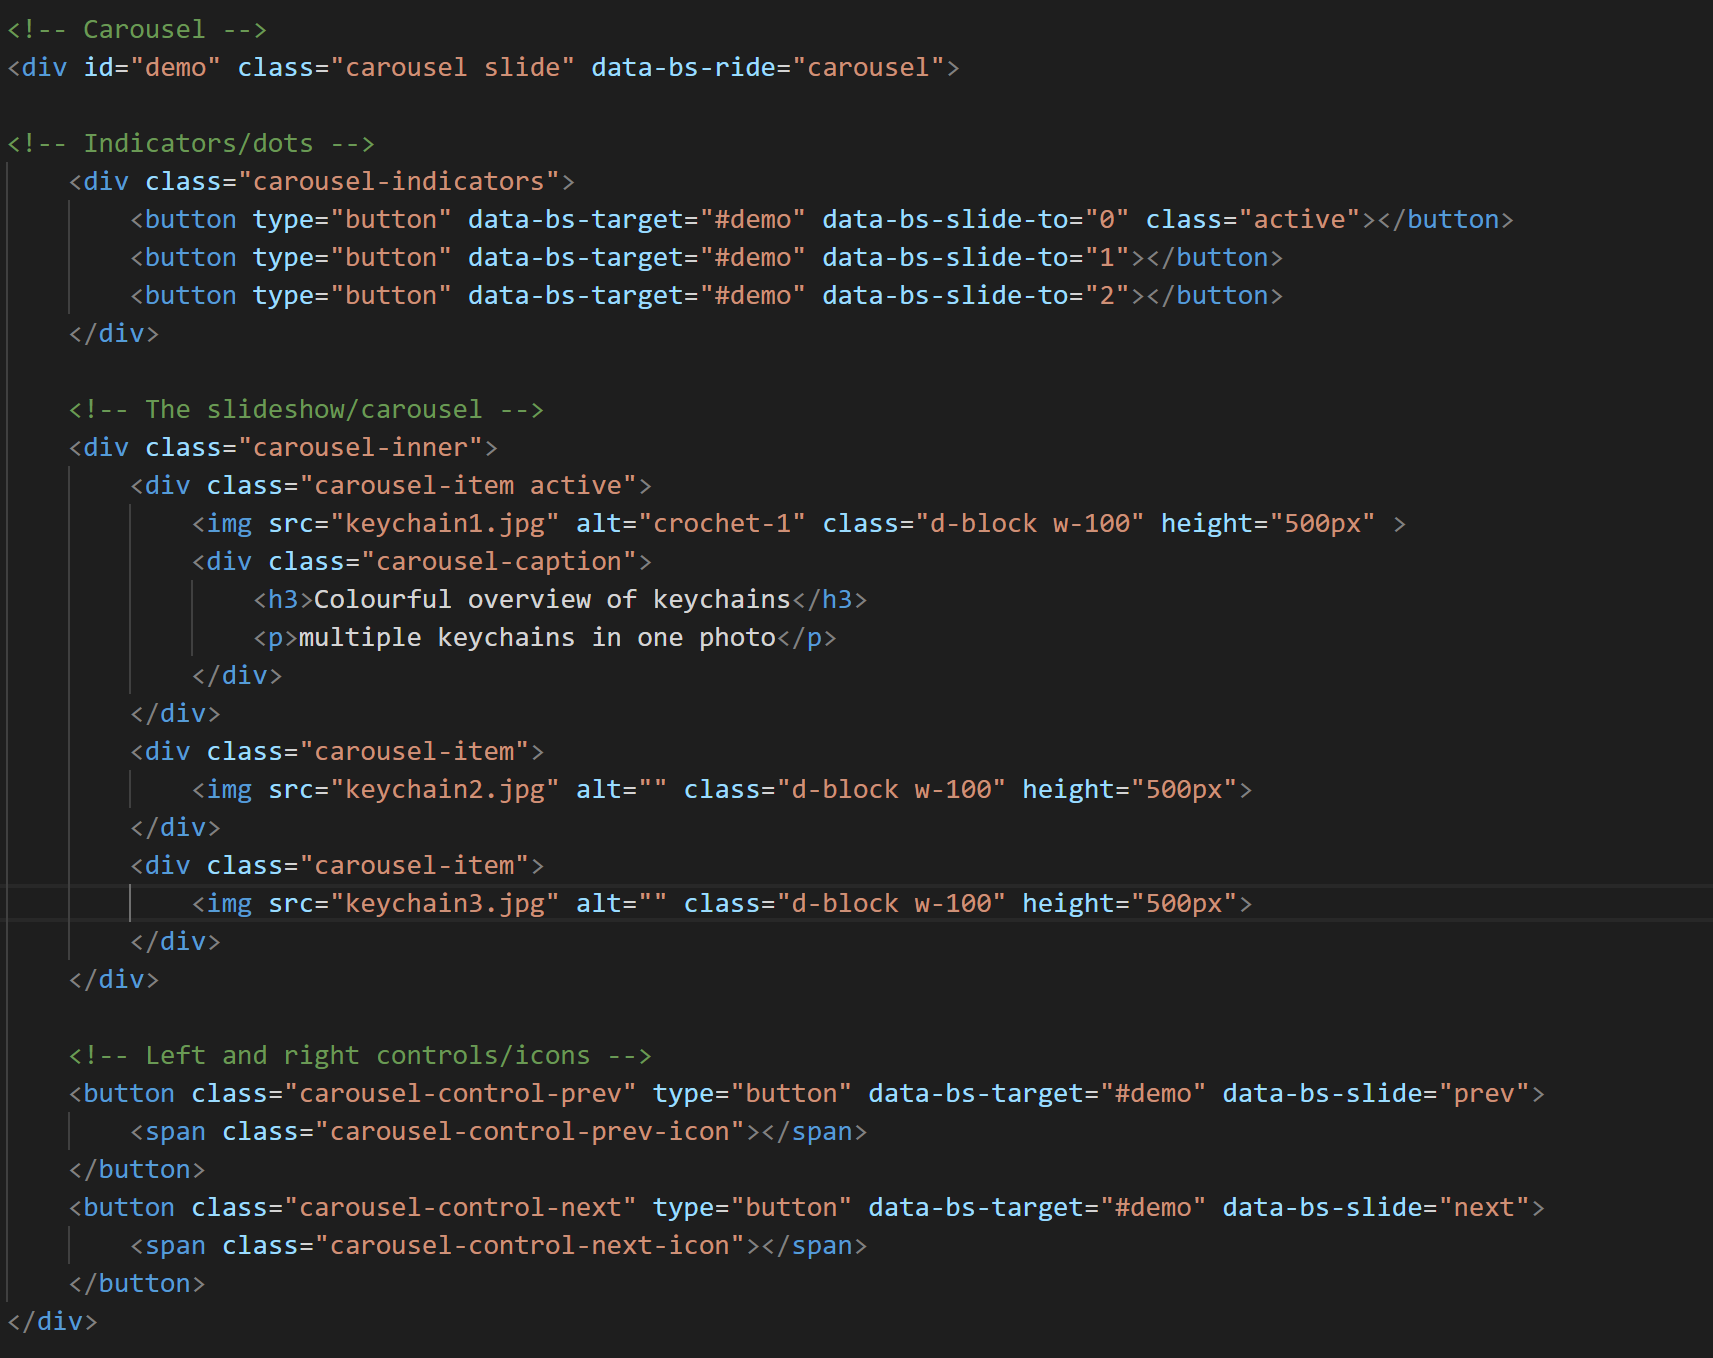 <!-- Carousel -->
<div id="demo" class="carousel slide" data-bs-ride="carousel">
<!-- Indicators/dots -->
<div class="carousel-indicators">
<button type="button" data-bs-target="#demo" data-bs-slide-to="0" class="active"></button>
<button type="button" data-bs-target="#demo" data-bs-slide-to="1"></button>
<button type="button" data-bs-target="#demo" data-bs-slide-to="2"></button>
</div>
<!-- The slideshow/carousel -->
<div class="carousel-inner">
<div class="carousel-item active">
<img src="keychain1.jpg" alt="crochet-1" class="d-block w-100" height="500px" >
<div class="carousel-caption">
<h3>Colourful overview of keychains</h3>
<p>multiple keychains in one photo</p>
</div>
</div>
<div class="carousel-item">
<img src="keychain2.jpg" alt="" class="d-block w-100" height="500px">
</div>
<div class="carousel-item">
<img src="keychain3.jpg" alt="" class="d-block w-100" height="500px">
</div>
</div>
<!-- Left and right controls/icons -->
<button class="carousel-control-prev" type="button" data-bs-target="#demo" data-bs-slide="prev">
<span class="carousel-control-prev-icon"></span>
</button>
<button class="carousel-control-next" type="button" data-bs-target="#demo" data-bs-slide="next">
<span class="carousel-control-next-icon"></span>
</button>
</div>